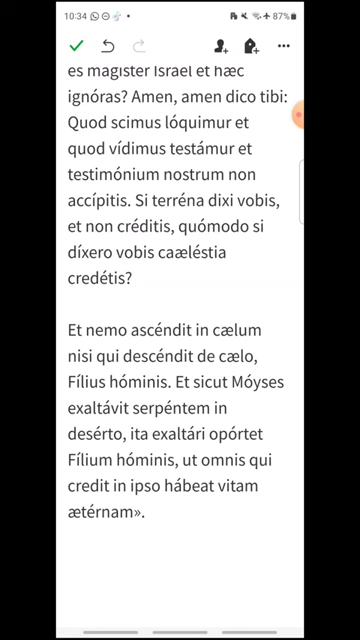 10:34
87%
es magíster Israel et hæc
ignóras? Amen, amen dico tibi:
Quod scimus lóquimur et
quod vídimus testámur et
testimónium nostrum non
accípitis. Si terréna dixi vobis,
et non créditis, quómodo si
díxero vobis caæléstia
credétis?
Et nemo ascéndit in cælum
nisi qui descéndit de cælo,
Fílius hóminis. Et sicut Móyses
exaltávit serpéntem in
desérto, ita exaltári opórtet
Fílium hóminis, ut omnis qui
credit in ipso hábeat vitam
ætérnam».